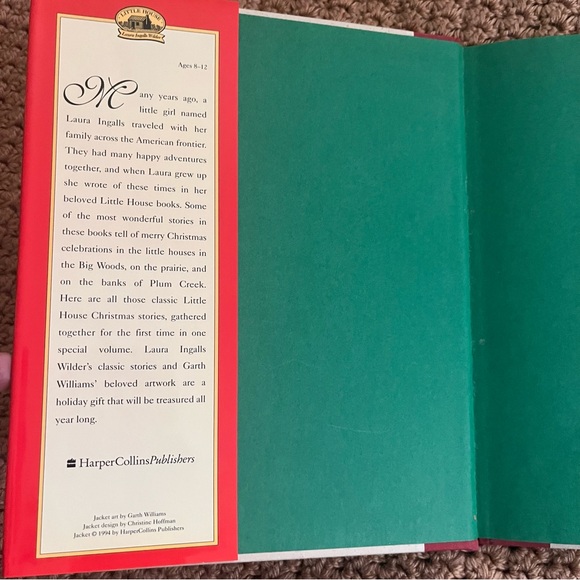 LITTLE HOUSE
Laura Ingalls Wilder
Ages 8–12
Many years ago, a
little girl named
Laura Ingalls traveled with her
family across the American frontier.
They had many happy adventures
together, and when Laura grew up
she wrote of these times in her
beloved Little House books. Some
of the most wonderful stories in
these books tell of merry Christmas
celebrations in the little houses in
the Big Woods, on the prairie, and
on the banks of Plum Creek.
Here are all those classic Little
House Christmas stories, gathered
together for the first time in one
special volume. Laura Ingalls
Wilder's classic stories and Garth
Williams' beloved artwork are a
holiday gift that will be treasured all
year long.
HarperCollinsPublishers
Jacket art by Garth Williams
Jacket design by Christine Hoffman
Jacket © 1994 by HarperCollins Publishers